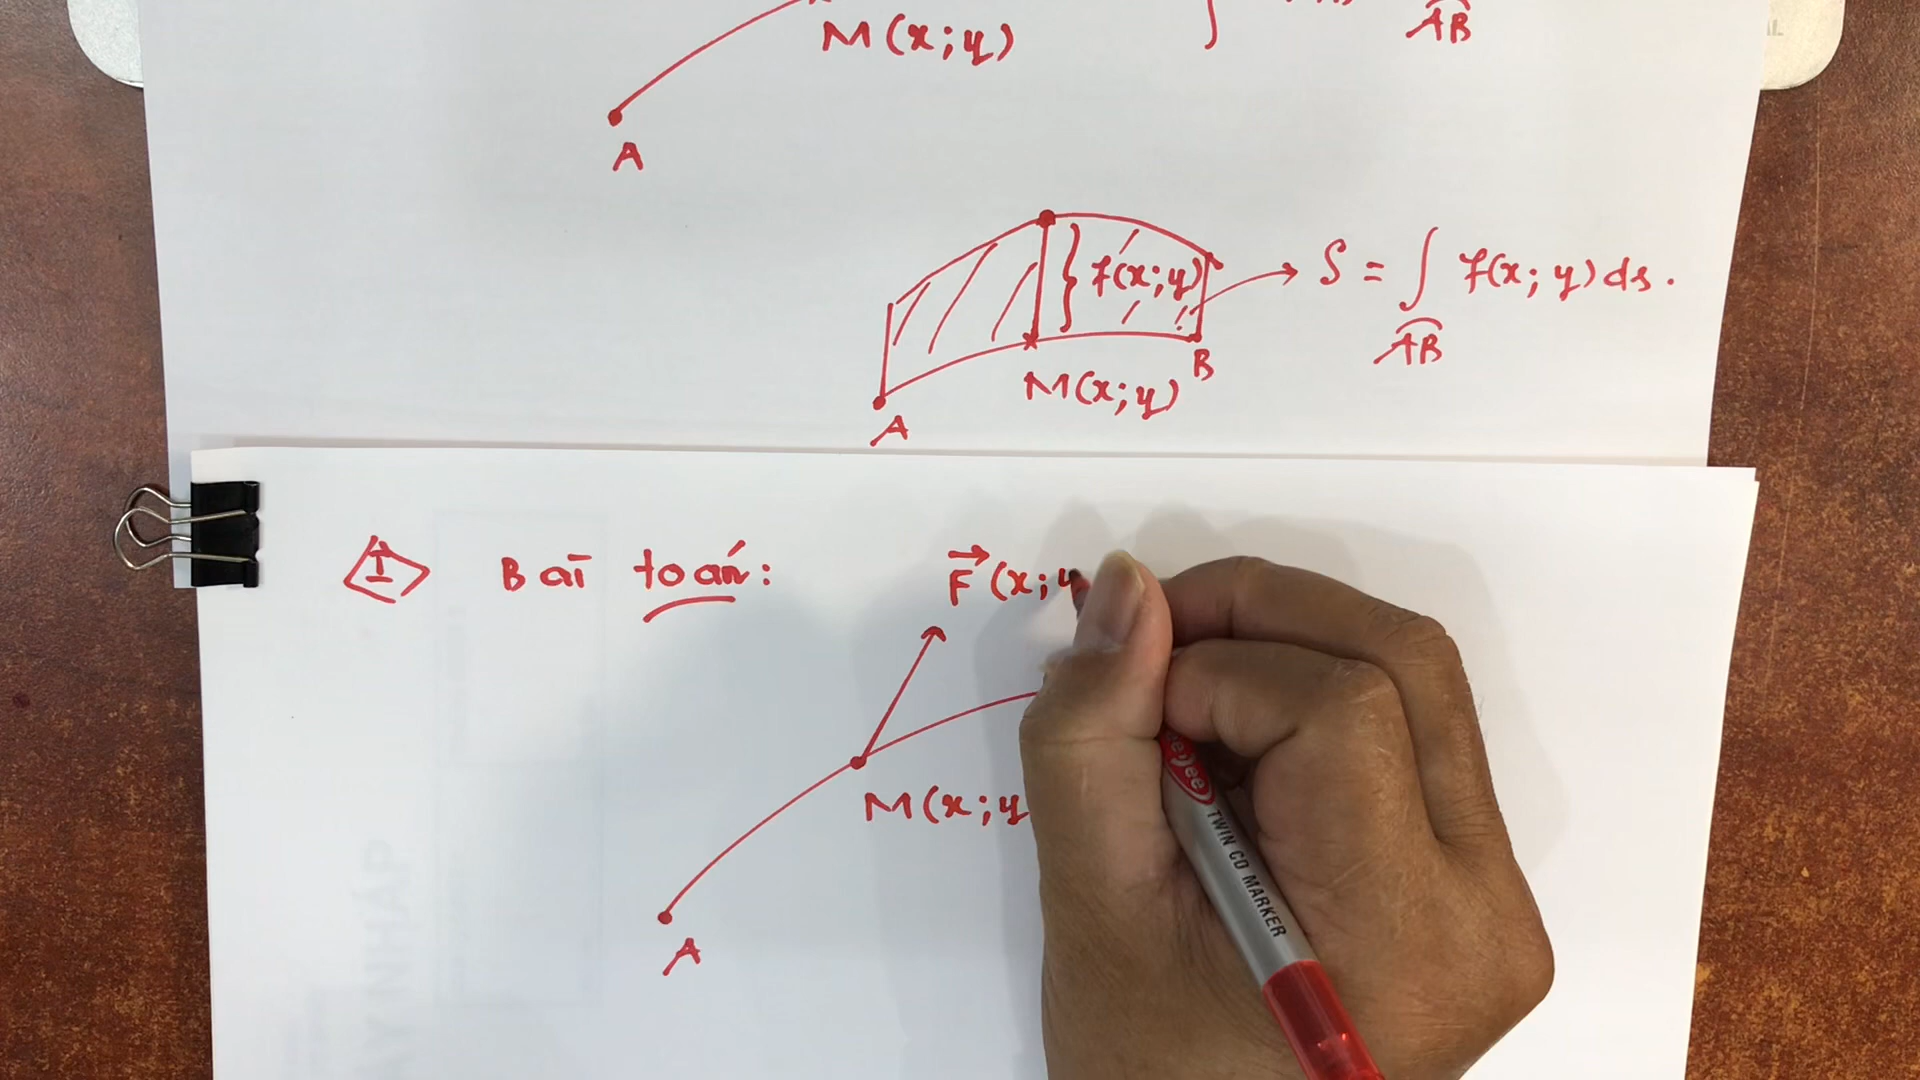 M(x;y)
∫ AB
A
f(x;y)
S = ∫ f(x;y) ds.
AB
B
M(x;y)
A
I Bài toán: F (x; y
M(x;y
A
TWIN CD MARKER